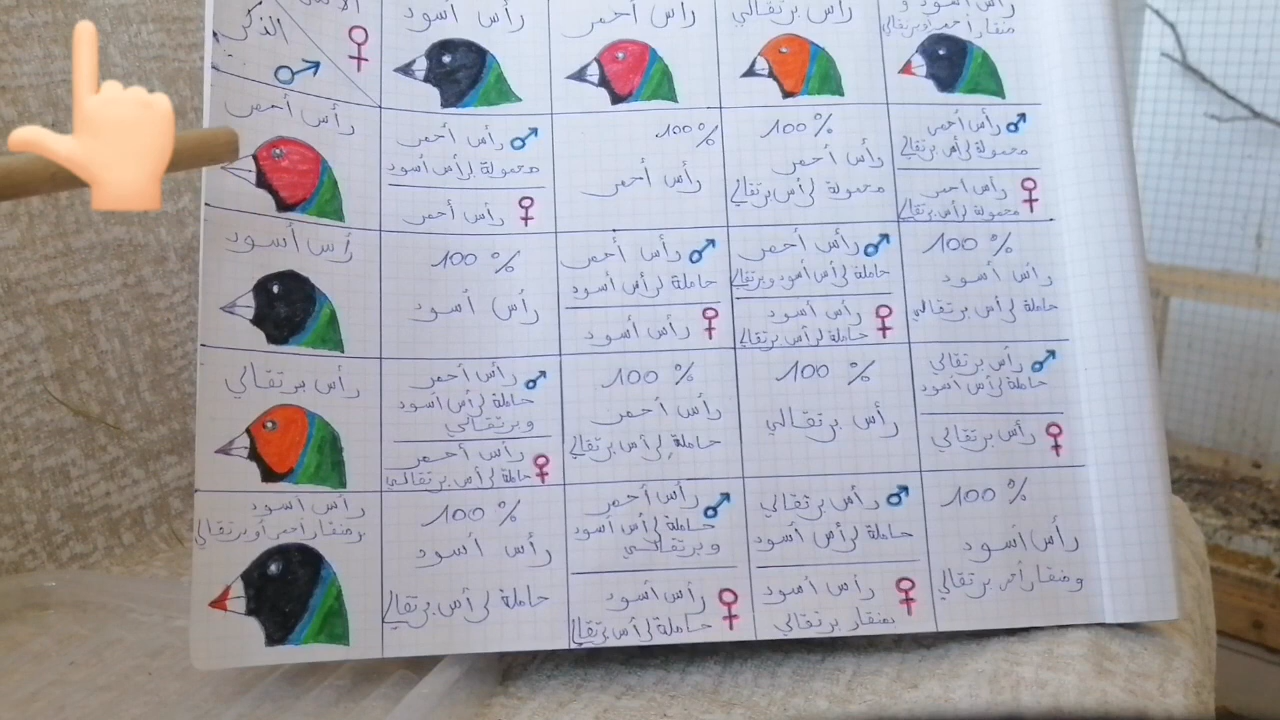 الذكر
رأس أسود
رأس أحمر
رأس برتقالي
رأس أسود و
منقار أحمر أو برتقالي
رأس أحمر
رأس أحمر
محمولة لرأس أسود
رأس أحمر
100 %
رأس أحمر
100 %
رأس أحمر
محمولة لرأس برتقالي
رأس أحمر
محمولة لرأس برتقالي
رأس أحمر
محمولة لرأس برتقالي
رأس أسود
100 %
رأس أسود
رأس أحمر
حاملة لرأس أسود
رأس أسود
رأس أحمر
حاملة لرأس أسود وبرتقالي
رأس أسود
حاملة لرأس برتقالي
100 %
رأس أسود
حاملة لرأس برتقالي
رأس برتقالي
رأس أحمر
حاملة لرأس أسود
وبرتقالي
رأس أحمر
حاملة لرأس برتقالي
100 %
رأس أحمر
حاملة لرأس برتقالي
100 %
رأس برتقالي
رأس برتقالي
حاملة لرأس أسود
رأس برتقالي
رأس أسود
ومنقار أحمر أو برتقالي
100 %
رأس أسود
حاملة لرأس برتقالي
رأس أحمر
حاملة لرأس أسود
وبرتقالي
رأس أسود
حاملة لرأس برتقالي
رأس برتقالي
حاملة لرأس أسود
رأس أسود
بمنقار برتقالي
100 %
رأس أسود
ومنقار أحمر برتقالي